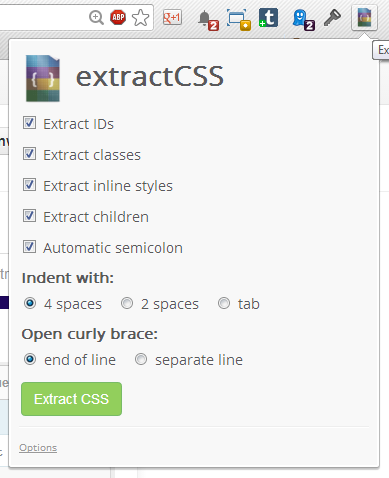 ABP
g+1
2
t
2
Ex
{ }
extractCSS
Extract IDs
Extract classes
Extract inline styles
Extract children
Automatic semicolon
Indent with:
4 spaces 2 spaces tab
Open curly brace:
end of line separate line
Extract CSS
Options